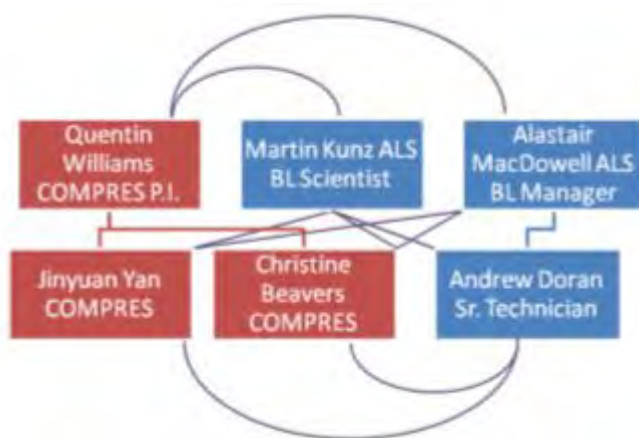 Quentin
Williams
COMPRES P.I.
Martin Kunz ALS
BL Scientist
Alastair
MacDowell ALS
BL Manager
Jinyuan Yan
COMPRES
Christine
Beavers
COMPRES
Andrew Doran
Sr. Technician